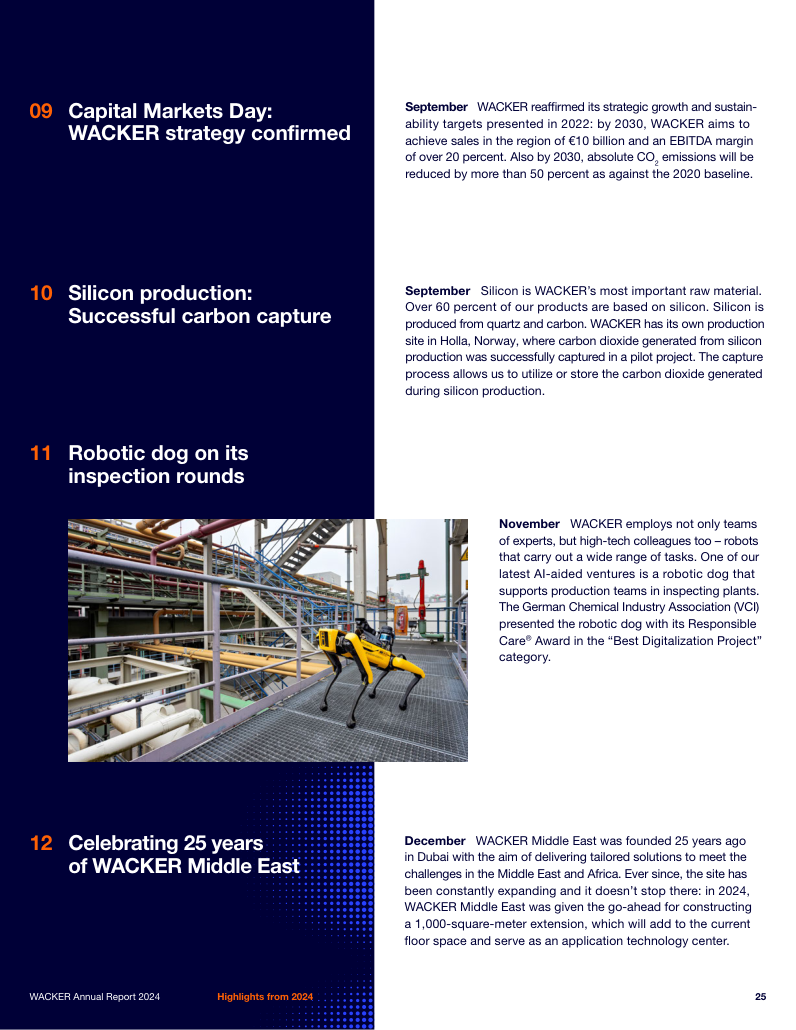 09 Capital Markets Day:
WACKER strategy confirmed
September WACKER reaffirmed its strategic growth and sustain-
ability targets presented in 2022: by 2030, WACKER aims to
achieve sales in the region of €10 billion and an EBITDA margin
of over 20 percent. Also by 2030, absolute CO₂ emissions will be
reduced by more than 50 percent as against the 2020 baseline.
10 Silicon production:
Successful carbon capture
September Silicon is WACKER’s most important raw material.
Over 60 percent of our products are based on silicon. Silicon is
produced from quartz and carbon. WACKER has its own production
site in Holla, Norway, where carbon dioxide generated from silicon
production was successfully captured in a pilot project. The capture
process allows us to utilize or store the carbon dioxide generated
during silicon production.
11 Robotic dog on its
inspection rounds
November WACKER employs not only teams
of experts, but high-tech colleagues too – robots
that carry out a wide range of tasks. One of our
latest AI-aided ventures is a robotic dog that
supports production teams in inspecting plants.
The German Chemical Industry Association (VCI)
presented the robotic dog with its Responsible
Care® Award in the “Best Digitalization Project”
category.
12 Celebrating 25 years
of WACKER Middle East
December WACKER Middle East was founded 25 years ago
in Dubai with the aim of delivering tailored solutions to meet the
challenges in the Middle East and Africa. Ever since, the site has
been constantly expanding and it doesn’t stop there: in 2024,
WACKER Middle East was given the go-ahead for constructing
a 1,000-square-meter extension, which will add to the current
floor space and serve as an application technology center.
WACKER Annual Report 2024 Highlights from 2024 25